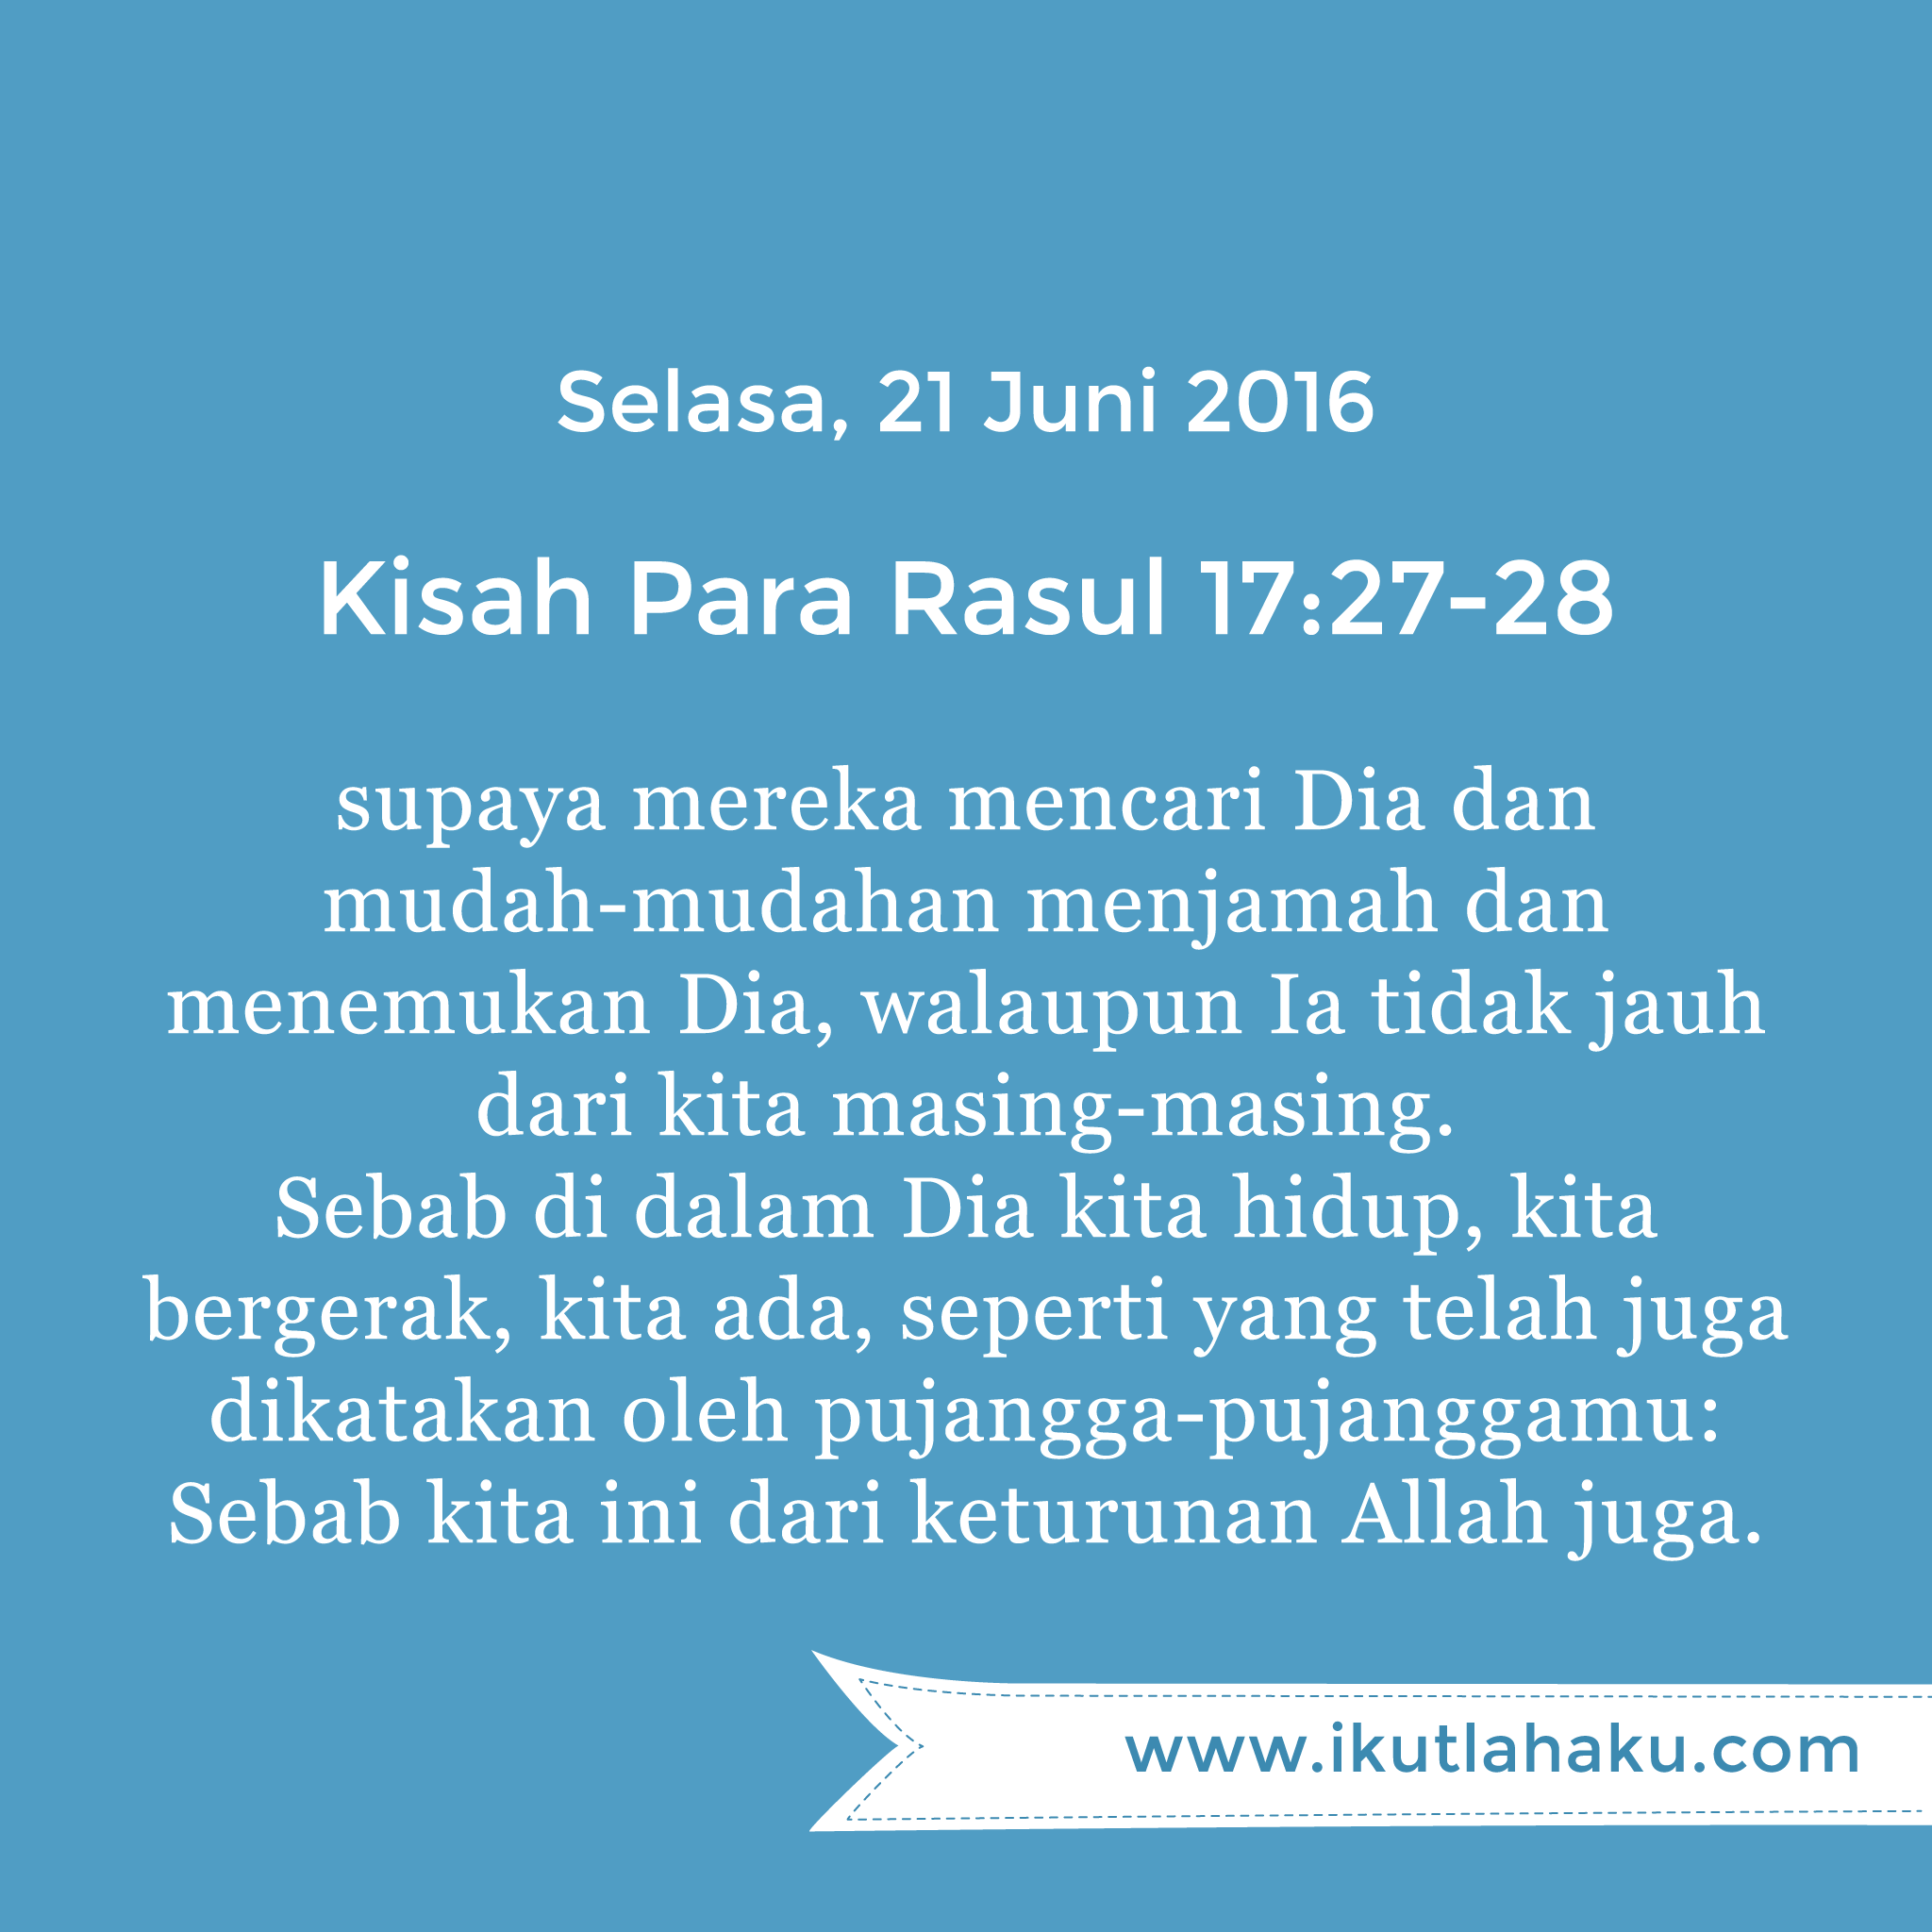 Selasa, 21 Juni 2016
Kisah Para Rasul 17:27-28
supaya mereka mencari Dia dan
mudah-mudahan menjamah dan
menemukan Dia, walaupun Ia tidak jauh
dari kita masing-masing.
Sebab di dalam Dia kita hidup, kita
bergerak, kita ada, seperti yang telah juga
dikatakan oleh pujangga-pujanggamu:
Sebab kita ini dari keturunan Allah juga.
www.ikutlahaku.com